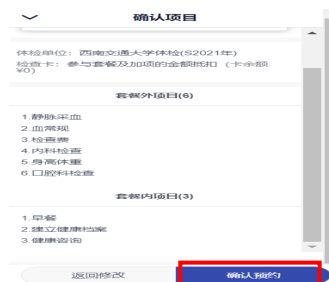 确认项目
体检单位：西南交通大学体检(S2021年)
检查卡：参与套餐及加项的金额抵扣（卡余额
¥0)
套餐外项目(6)
1.静脉采血
2.血常规
3.检查费
4.内科检查
5.身高体重
6.口腔科检查
套餐内项目(3)
1.早餐
2.建立健康档案
3.健康咨询
返回修改
确认预约